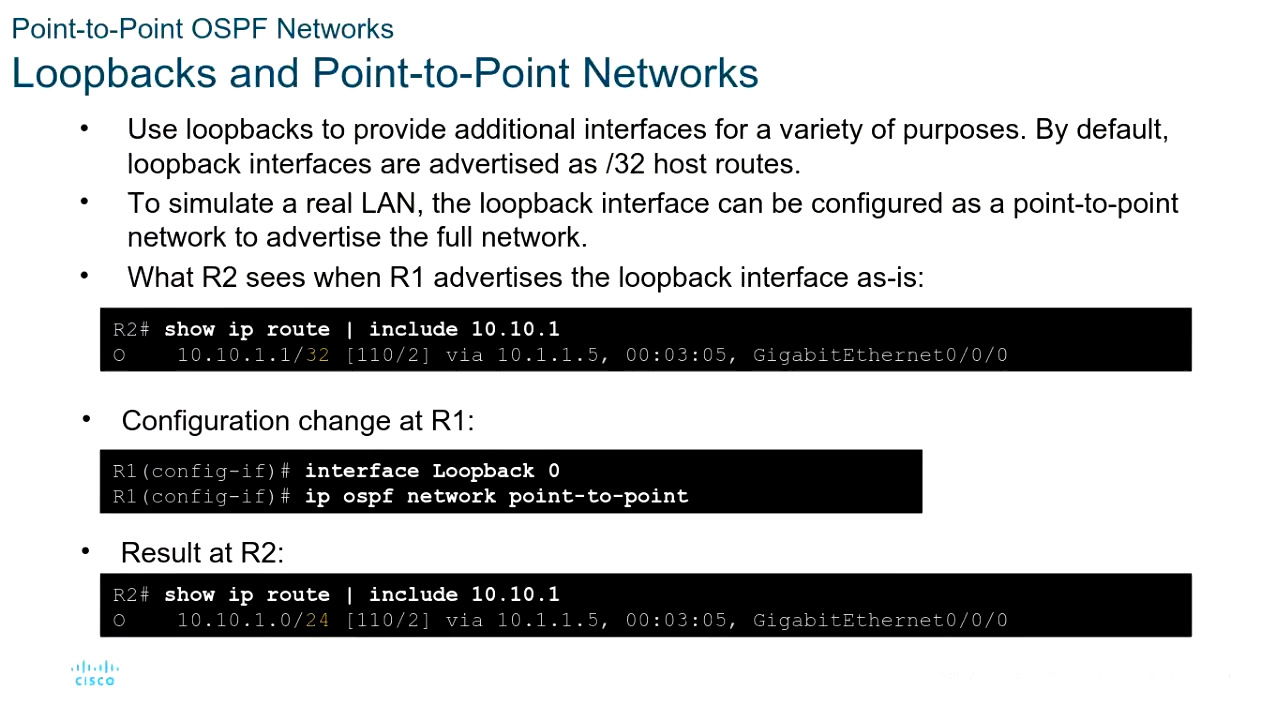 Point-to-Point OSPF Networks
Loopbacks and Point-to-Point Networks
• Use loopbacks to provide additional interfaces for a variety of purposes. By default,
loopback interfaces are advertised as /32 host routes.
• To simulate a real LAN, the loopback interface can be configured as a point-to-point
network to advertise the full network.
• What R2 sees when R1 advertises the loopback interface as-is:
R2# show ip route | include 10.10.1
O 10.10.1.1/32 [110/2] via 10.1.1.5, 00:03:05, GigabitEthernet0/0/0
• Configuration change at R1:
R1(config-if)# interface Loopback 0
R1(config-if)# ip ospf network point-to-point
• Result at R2:
R2# show ip route | include 10.10.1
O 10.10.1.0/24 [110/2] via 10.1.1.5, 00:03:05, GigabitEthernet0/0/0
CISCO